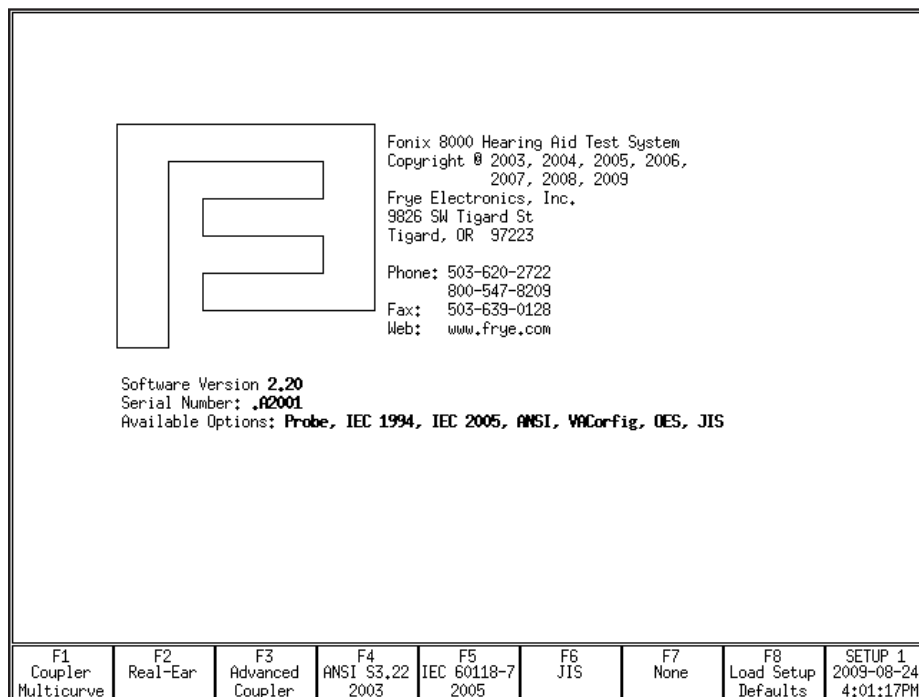 Fonix 8000 Hearing Aid Test System
Copyright @ 2003, 2004, 2005, 2006,
2007, 2008, 2009
Frye Electronics, Inc.
9826 SW Tigard St
Tigard, OR 97223
Phone: 503-620-2722
800-547-8209
Fax: 503-639-0128
Web: www.frye.com
Software Version 2.20
Serial Number: .A2001
Available Options: Probe, IEC 1994, IEC 2005, ANSI, VACorfig, OES, JIS
F1
Coupler
Multicurve
F2
Real-Ear
F3
Advanced
Coupler
F4
ANSI S3.22
2003
F5
IEC 60118-7
2005
F6
JIS
F7
None
F8
Load Setup
Defaults
SETUP 1
2009-08-24
4:01:17PM